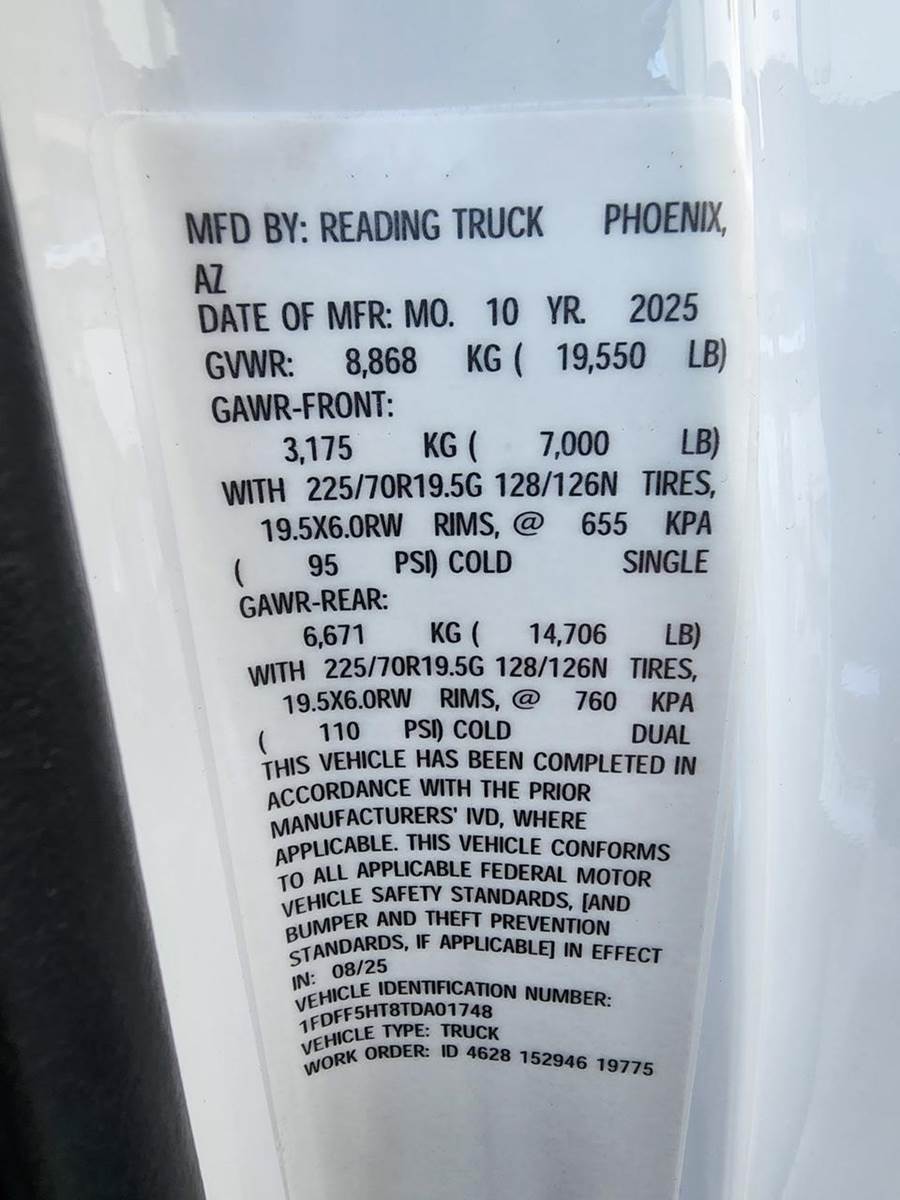 MFD BY: READING TRUCK PHOENIX,
AZ
DATE OF MFR: MO. 10 YR. 2025
GVWR: 8,868 KG ( 19,550 LB)
GAWR-FRONT:
3,175 KG ( 7,000 LB)
WITH 225/70R19.5G 128/126N TIRES,
19.5X6.0RW RIMS, @ 655 KPA
( 95 PSI) COLD SINGLE
GAWR-REAR:
6,671 KG ( 14,706 LB)
WITH 225/70R19.5G 128/126N TIRES,
19.5X6.0RW RIMS, @ 760 KPA
( 110 PSI) COLD DUAL
THIS VEHICLE HAS BEEN COMPLETED IN
ACCORDANCE WITH THE PRIOR
MANUFACTURERS' IVD, WHERE
APPLICABLE. THIS VEHICLE CONFORMS
TO ALL APPLICABLE FEDERAL MOTOR
VEHICLE SAFETY STANDARDS, [AND
BUMPER AND THEFT PREVENTION
STANDARDS, IF APPLICABLE] IN EFFECT
IN: 08/25
VEHICLE IDENTIFICATION NUMBER:
1FDFF5HT8TDA01748
VEHICLE TYPE: TRUCK
WORK ORDER: ID 4628 152946 19775